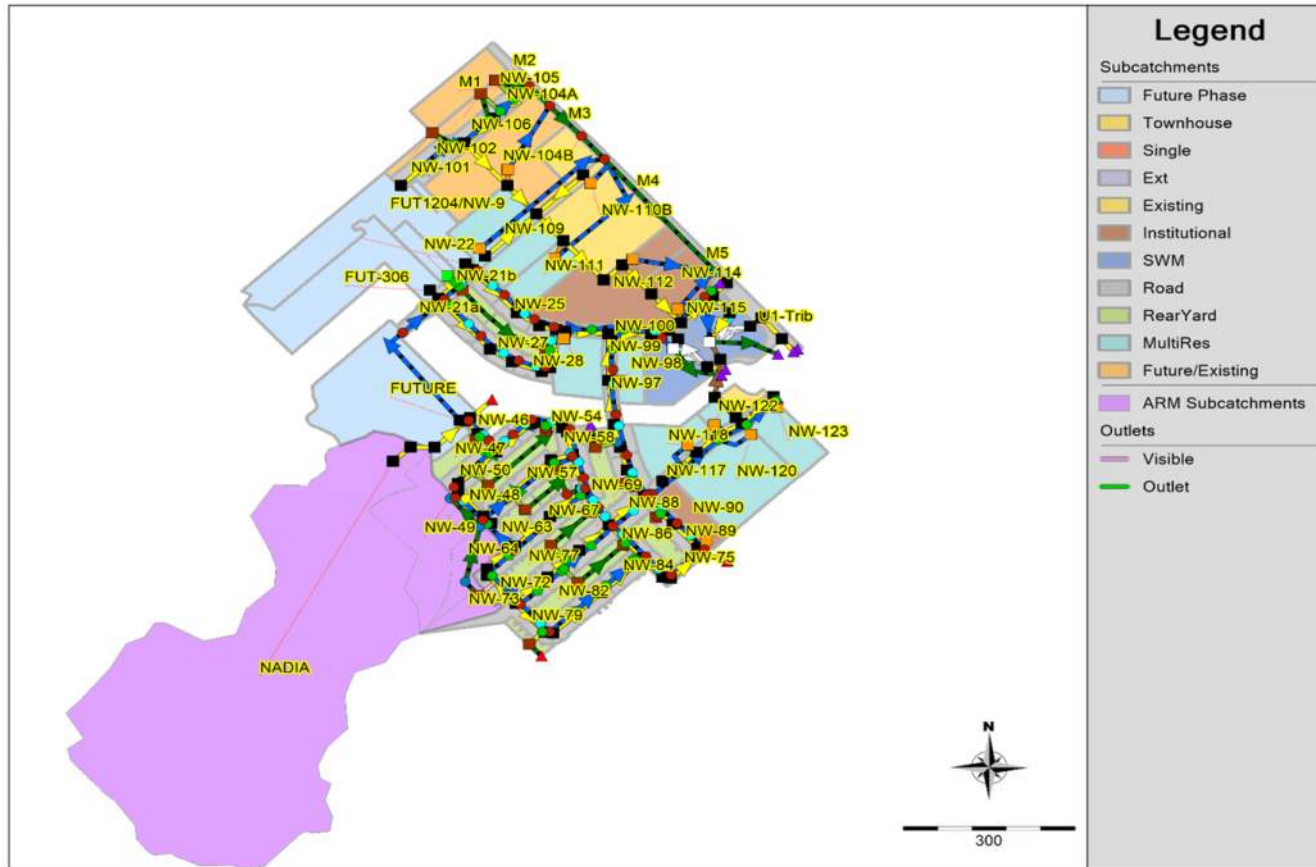 M2
NW-105
M1
NW-104A
NW-106
M3
NW-102
NW-104B
NW-101
M4
FUT1204/NW-9
NW-110B
NW-109
NW-22
M5
NW-111
NW-114
FUT-306
NW-21b
NW-112
NW-21a
NW-25
NW-115
U1-Trib
NW-100
NW-27
NW-99
NW-28
NW-98
NW-97
FUTURE
NW-46
NW-54
NW-122
NW-58
NW-118
NW-123
NW-47
NW-50
NW-57
NW-117
NW-120
NW-69
NW-48
NW-88
NW-67
NW-90
NW-49
NW-63
NW-86
NW-89
NW-64
NW-77
NW-84
NW-75
NW-72
NW-82
NW-73
NW-79
NADIA
N
300
Legend
Subcatchments
Future Phase
Townhouse
Single
Ext
Existing
Institutional
SWM
Road
RearYard
MultiRes
Future/Existing
ARM Subcatchments
Outlets
Visible
Outlet